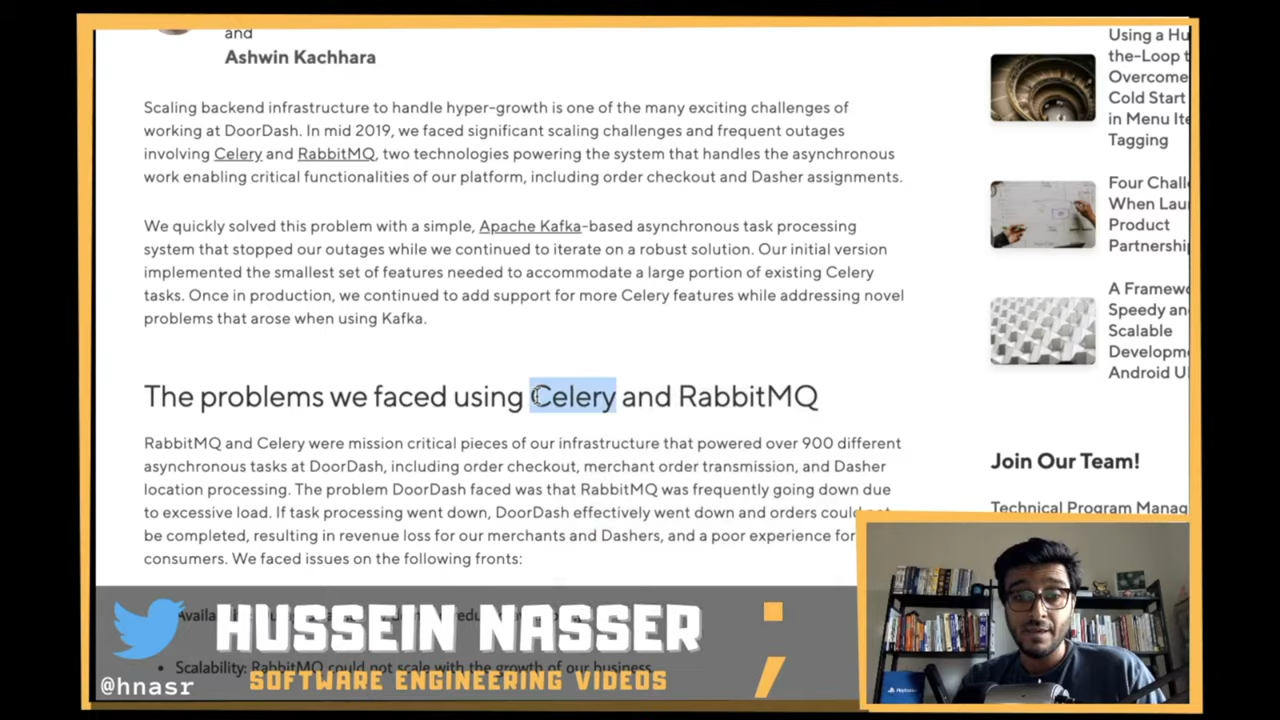 and
Ashwin Kachhara
Scaling backend infrastructure to handle hyper-growth is one of the many exciting challenges of
working at DoorDash. In mid 2019, we faced significant scaling challenges and frequent outages
involving Celery and RabbitMQ, two technologies powering the system that handles the asynchronous
work enabling critical functionalities of our platform, including order checkout and Dasher assignments.
We quickly solved this problem with a simple, Apache Kafka-based asynchronous task processing
system that stopped our outages while we continued to iterate on a robust solution. Our initial version
implemented the smallest set of features needed to accommodate a large portion of existing Celery
tasks. Once in production, we continued to add support for more Celery features while addressing novel
problems that arose when using Kafka.
The problems we faced using Celery and RabbitMQ
RabbitMQ and Celery were mission critical pieces of our infrastructure that powered over 900 different
asynchronous tasks at DoorDash, including order checkout, merchant order transmission, and Dasher
location processing. The problem DoorDash faced was that RabbitMQ was frequently going down due
to excessive load. If task processing went down, DoorDash effectively went down and orders could not
be completed, resulting in revenue loss for our merchants and Dashers, and a poor experience for
consumers. We faced issues on the following fronts:
• Scalability: RabbitMQ could not scale with the growth of our business.
Using a Hu
the-Loop t
Overcome
Cold Start
in Menu Ite
Tagging
Four Chall
When Lau
Product
Partnership
A Framew
Speedy an
Scalable
Developm
Android U
Join Our Team!
Technical Program Manag
HUSSEIN NASSER
;
@hnasr
SOFTWARE ENGINEERING VIDEOS
PlayStation